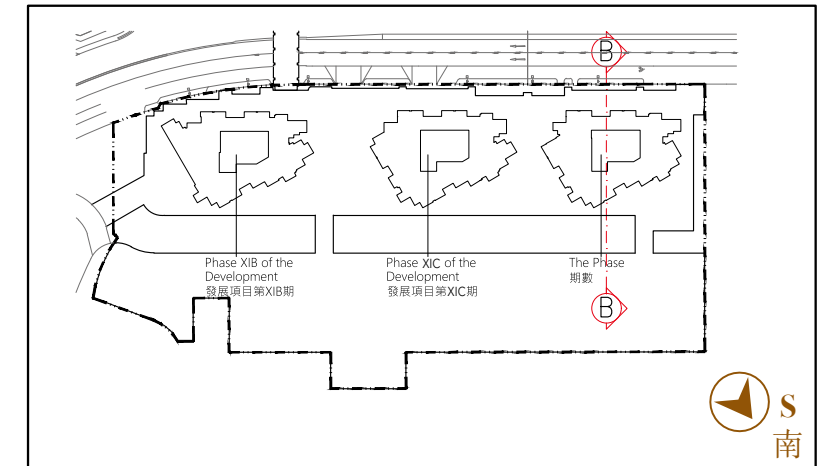 B
Phase XIB of the
Development
發展項目第XIB期
Phase XIC of the
Development
發展項目第XIC期
The Phase
期數
B
S
南